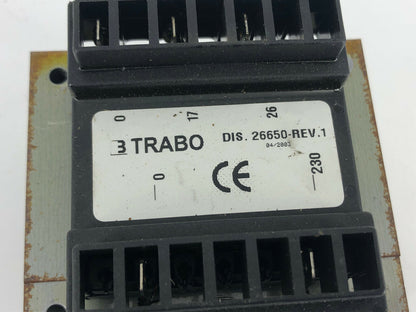 0 17 26
TRABO DIS. 26650-REV.1
04/2003
0 230
CE